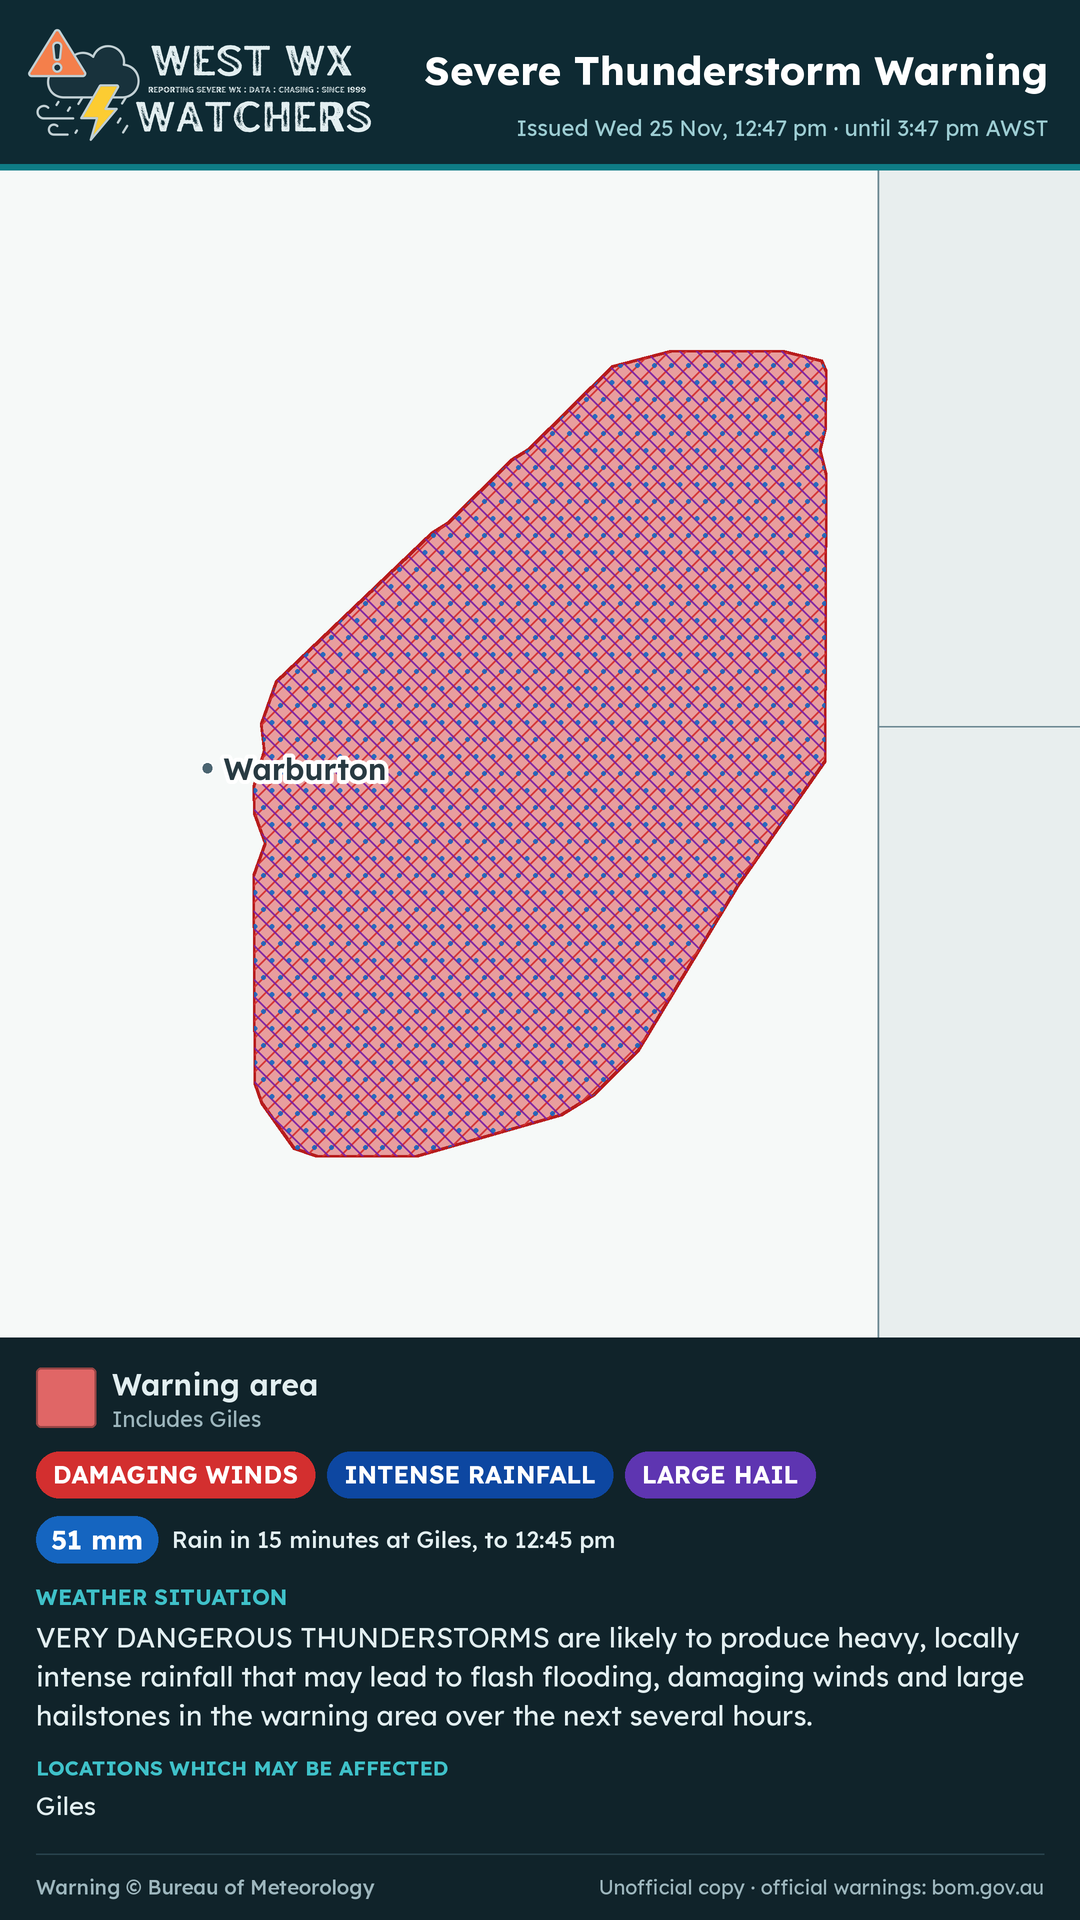 WEST WX
REPORTING SEVERE WX : DATA : CHASING : SINCE 1999
WATCHERS
Severe Thunderstorm Warning
Issued Wed 25 Nov, 12:47 pm · until 3:47 pm AWST
Warburton
Warning area
Includes Giles
DAMAGING WINDS INTENSE RAINFALL LARGE HAIL
51 mm Rain in 15 minutes at Giles, to 12:45 pm
WEATHER SITUATION
VERY DANGEROUS THUNDERSTORMS are likely to produce heavy, locally
intense rainfall that may lead to flash flooding, damaging winds and large
hailstones in the warning area over the next several hours.
LOCATIONS WHICH MAY BE AFFECTED
Giles
Warning © Bureau of Meteorology
Unofficial copy · official warnings: bom.gov.au